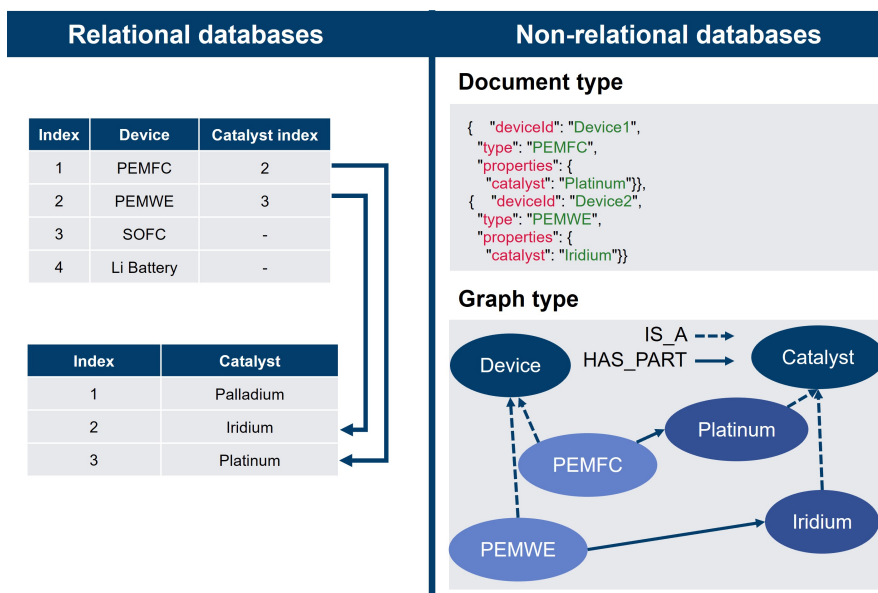 Relational databases
Index Device Catalyst index
1 PEMFC 2
2 PEMWE 3
3 SOFC -
4 Li Battery -
Index Catalyst
1 Palladium
2 Iridium
3 Platinum
Non-relational databases
Document type
{ "deviceId": "Device1",
"type": "PEMFC",
"properties": {
"catalyst": "Platinum"}},
{ "deviceId": "Device2",
"type": "PEMWE",
"properties": {
"catalyst": "Iridium"}}
Graph type
IS_A
HAS_PART
Device
Catalyst
Platinum
PEMFC
Iridium
PEMWE